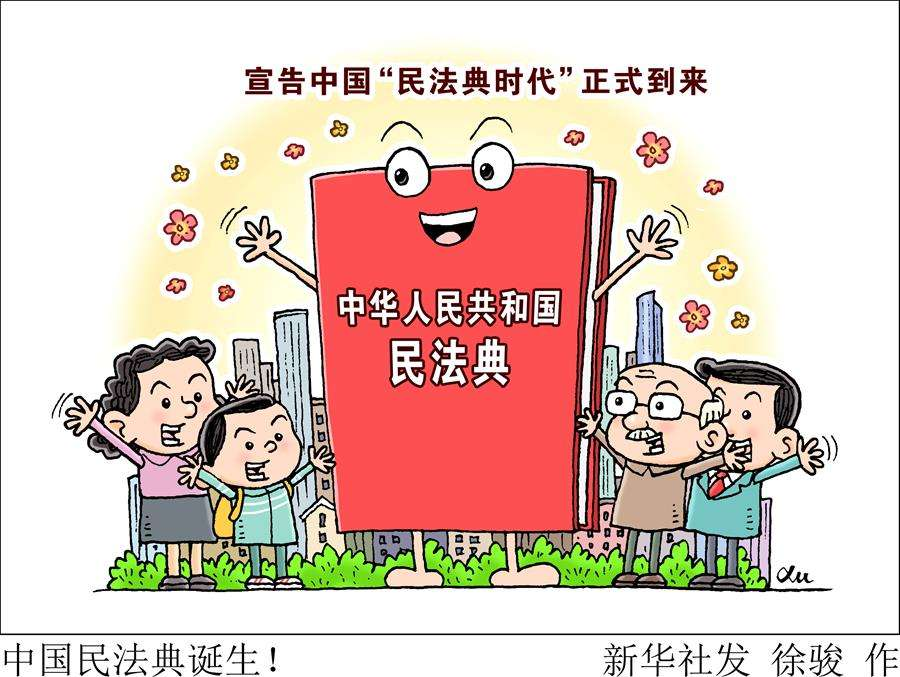 宣告中国“民法典时代”正式到来
中华人民共和国
民法典
中国民法典诞生！
新华社发 徐骏 作